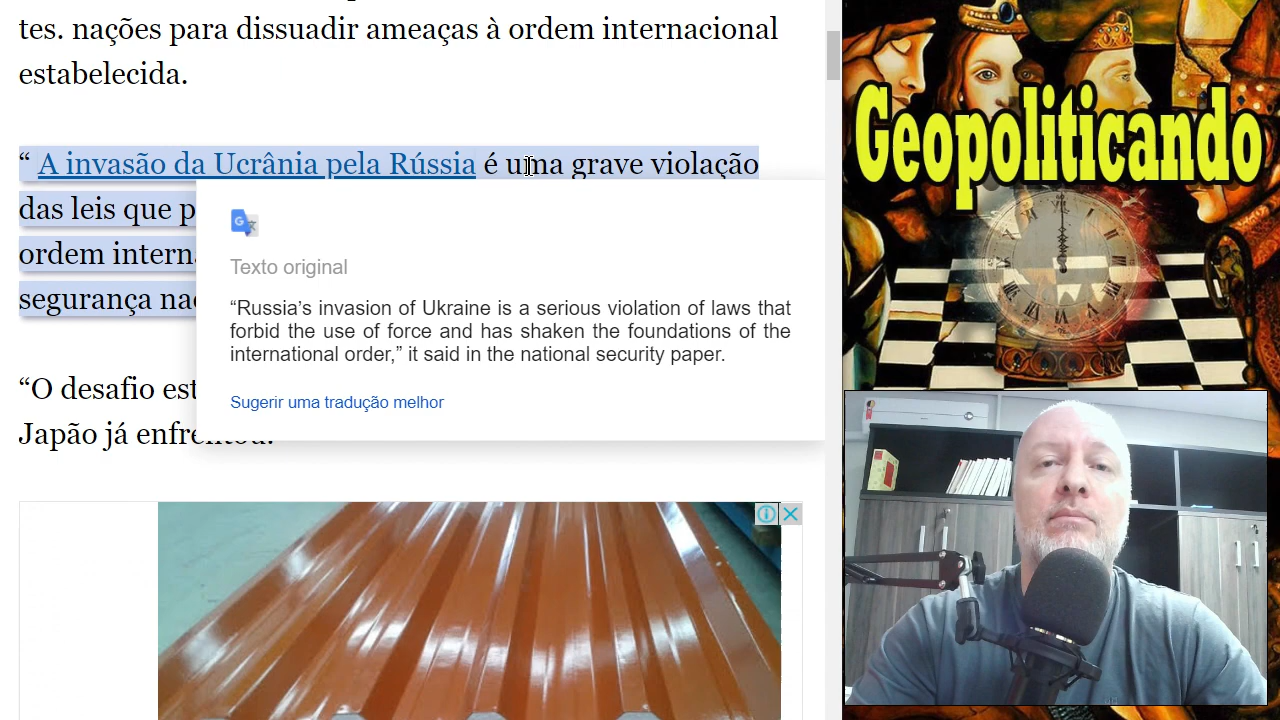 tes. nações para dissuadir ameaças à ordem internacional
estabelecida.
“ A invasão da Ucrânia pela Rússia é uma grave violação
das leis que p
ordem intern
segurança na
Texto original
“Russia’s invasion of Ukraine is a serious violation of laws that
forbid the use of force and has shaken the foundations of the
international order,” it said in the national security paper.
Sugerir uma tradução melhor
“O desafio est
Japão já enfrentou.
Geopoliticando